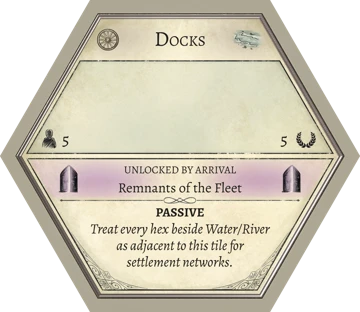 Docks
5 5
UNLOCKED BY ARRIVAL
Remnants of the Fleet
PASSIVE
Treat every hex beside Water/River
as adjacent to this tile for
settlement networks.